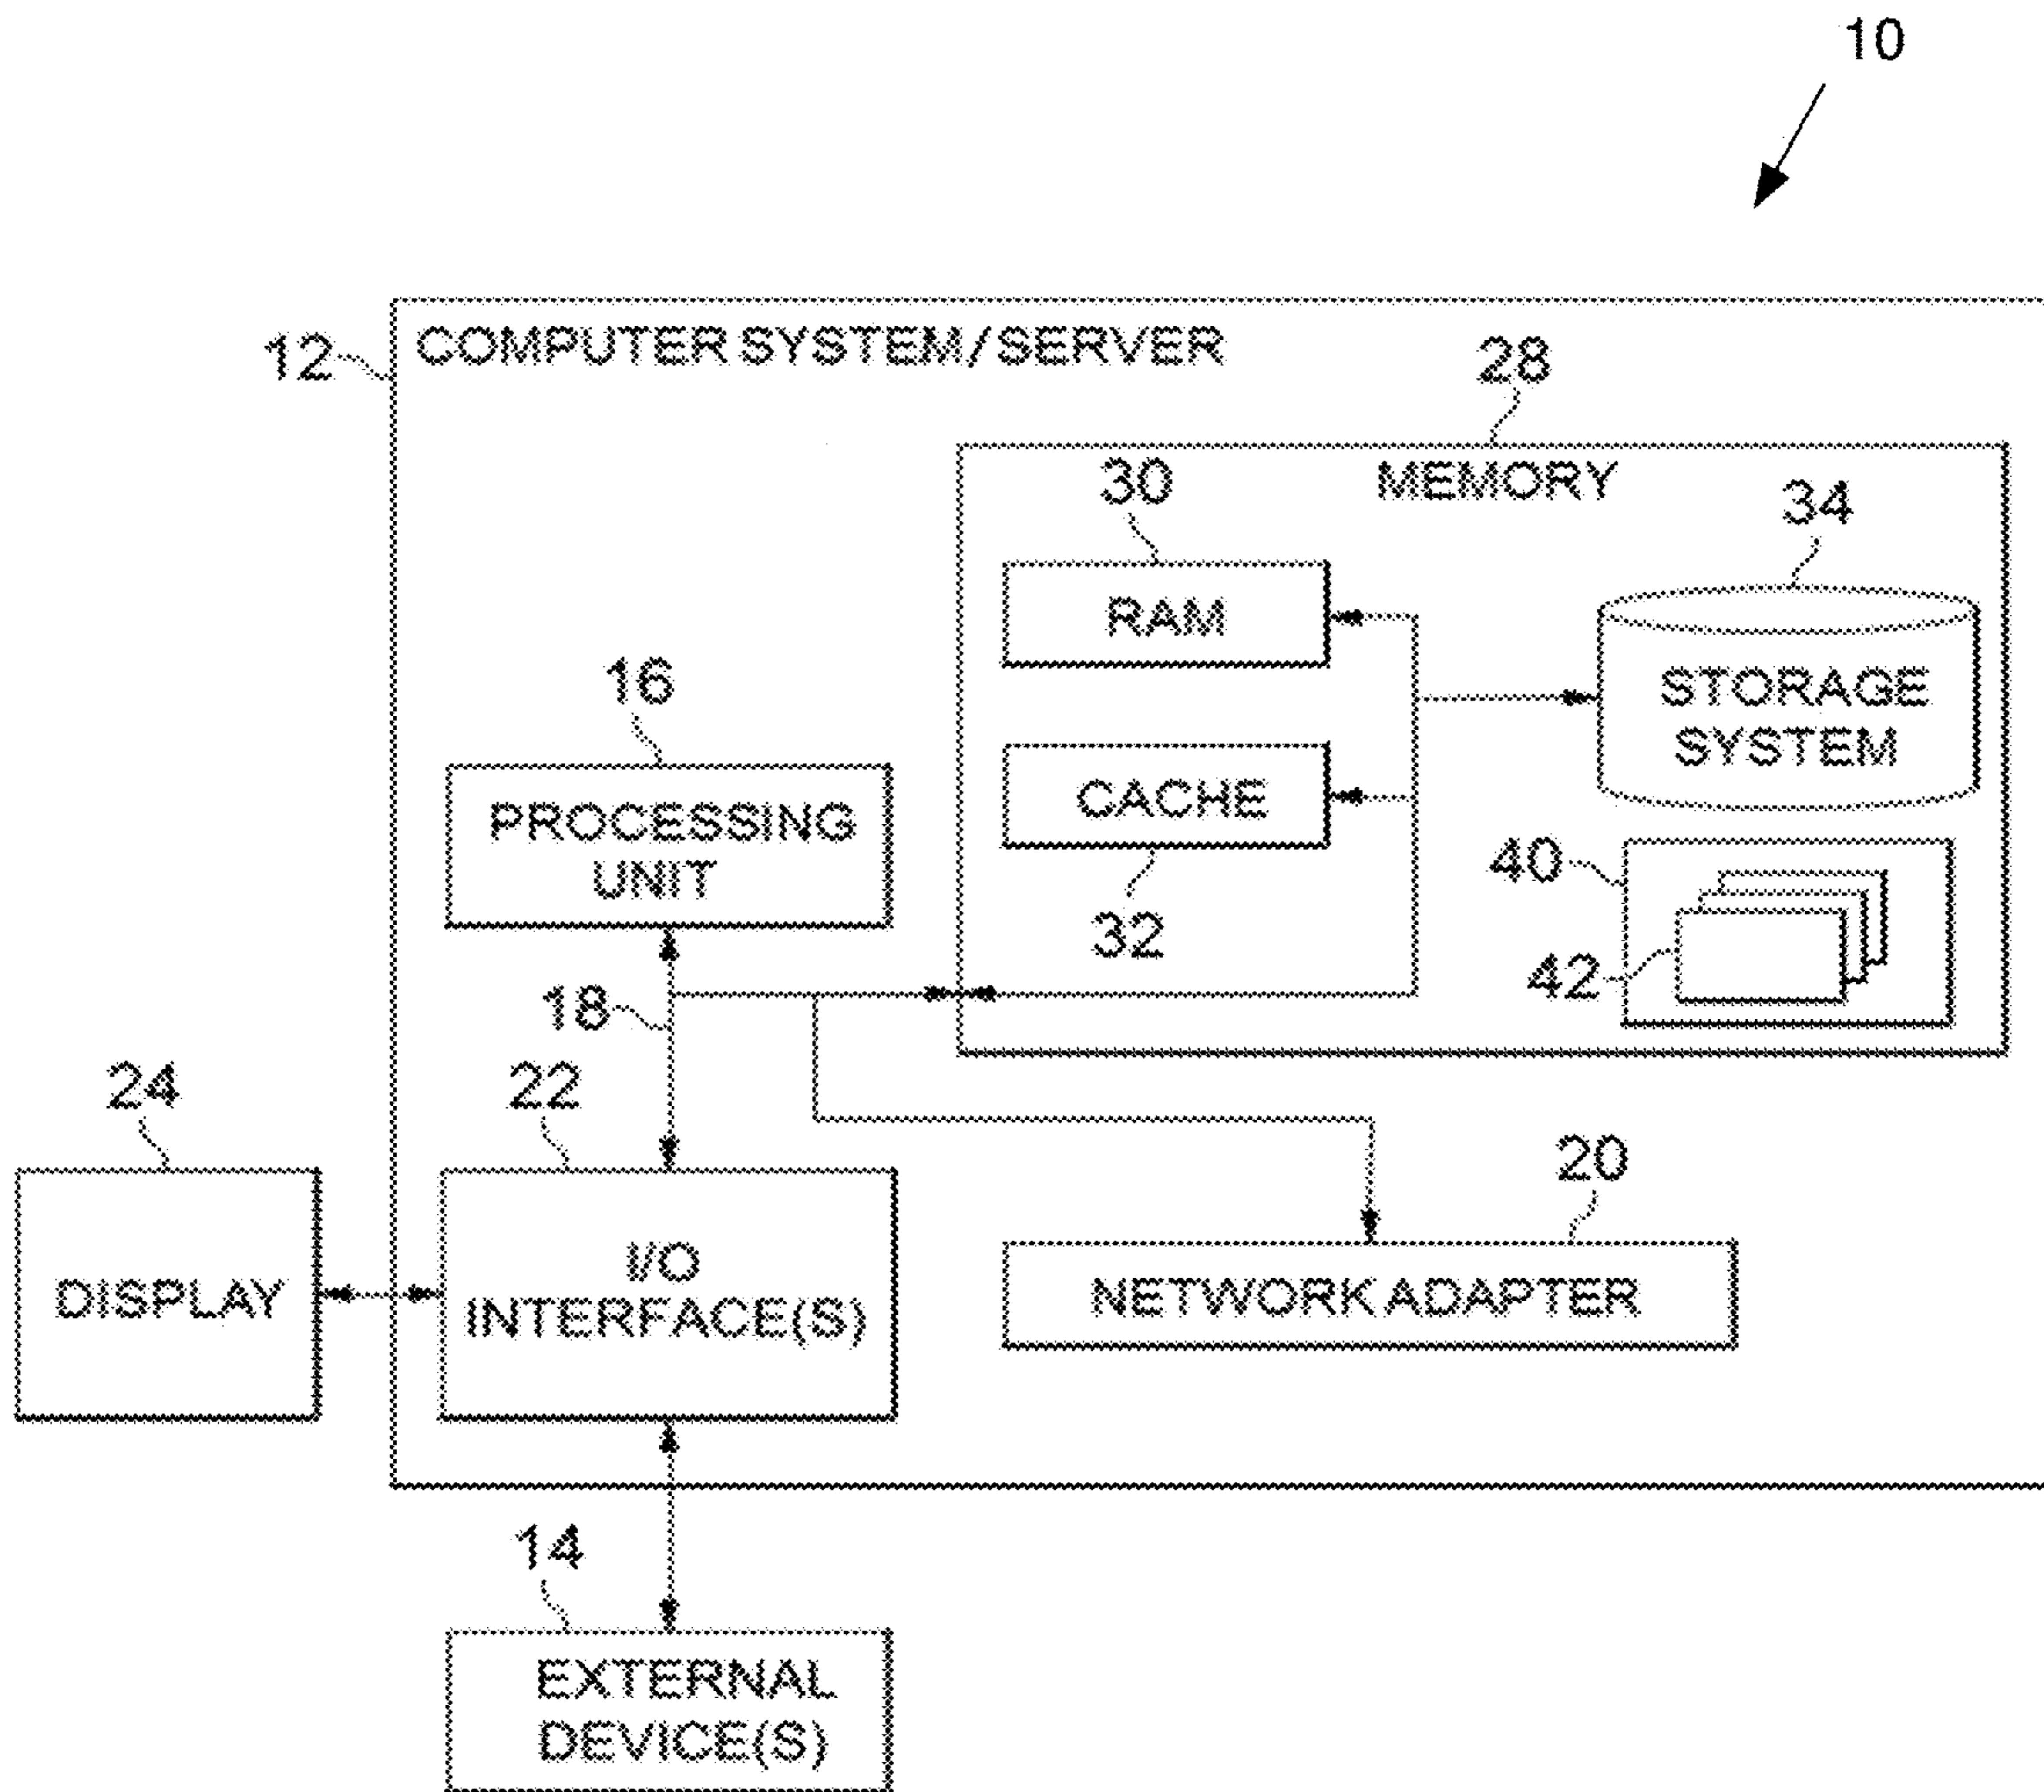 10
12
COMPUTER SYSTEM/SERVER
28
MEMORY
30
34
RAM
STORAGE
SYSTEM
16
PROCESSING
UNIT
CACHE
32
40
42
18
24
22
20
DISPLAY
I/O
INTERFACE(S)
NETWORK ADAPTER
14
EXTERNAL
DEVICE(S)